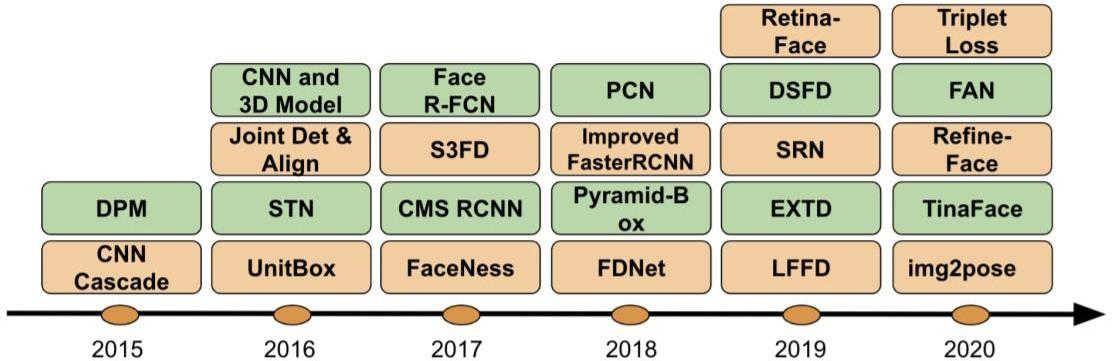 Retina-
Face
Triplet
Loss
CNN and
3D Model
Face
R-FCN
PCN
DSFD
FAN
Joint Det &
Align
S3FD
Improved
FasterRCNN
SRN
Refine-
Face
DPM
STN
CMS RCNN
Pyramid-B
ox
EXTD
TinaFace
CNN
Cascade
UnitBox
FaceNess
FDNet
LFFD
img2pose
2015
2016
2017
2018
2019
2020